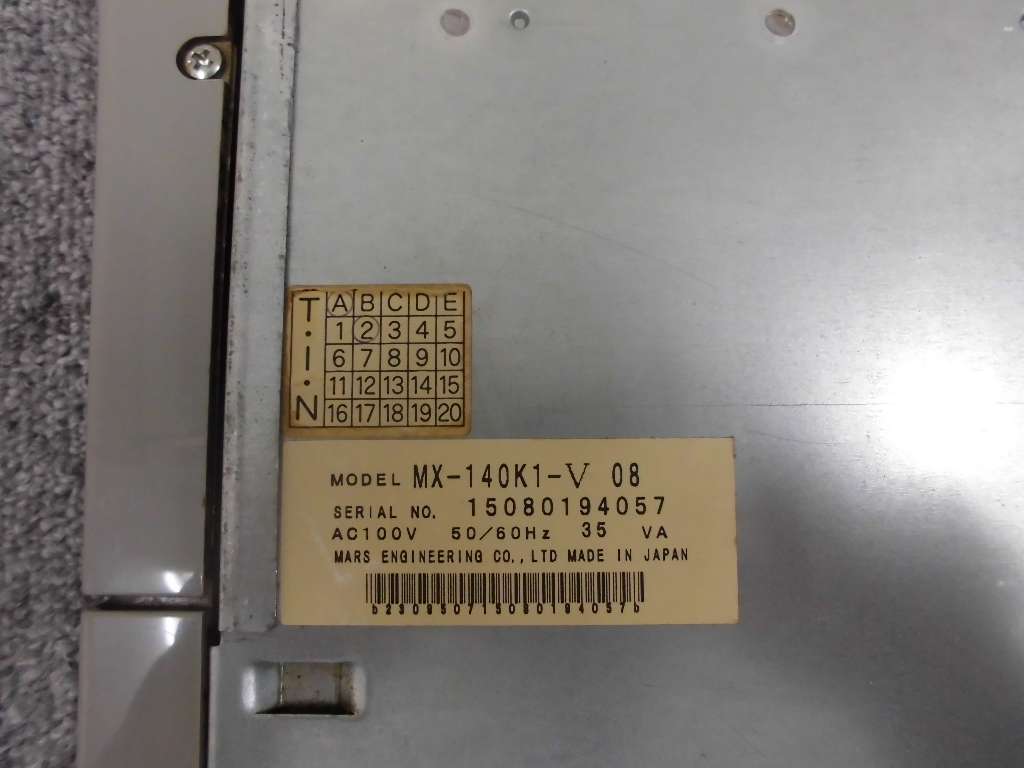 T.I.N
A B C D E
1 2 3 4 5
6 7 8 9 10
11 12 13 14 15
16 17 18 19 20
MODEL MX-140K1-V 08
SERIAL NO. 15080194057
AC100V 50/60Hz 35 VA
MARS ENGINEERING CO.,LTD MADE IN JAPAN
b230950715080194057b